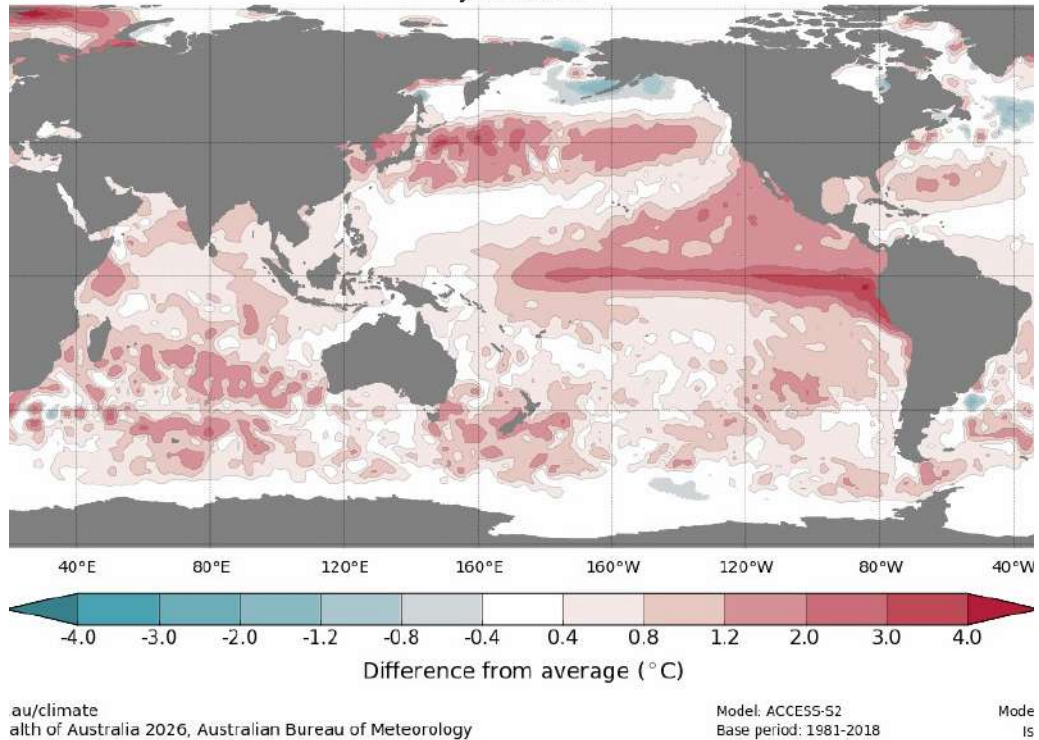 40°E 80°E 120°E 160°E 160°W 120°W 80°W 40°W
-4.0 -3.0 -2.0 -1.2 -0.8 -0.4 0.4 0.8 1.2 2.0 3.0 4.0
Difference from average (°C)
.au/climate
alth of Australia 2026, Australian Bureau of Meteorology
Model: ACCESS-S2
Base period: 1981-2018
Mode
Is